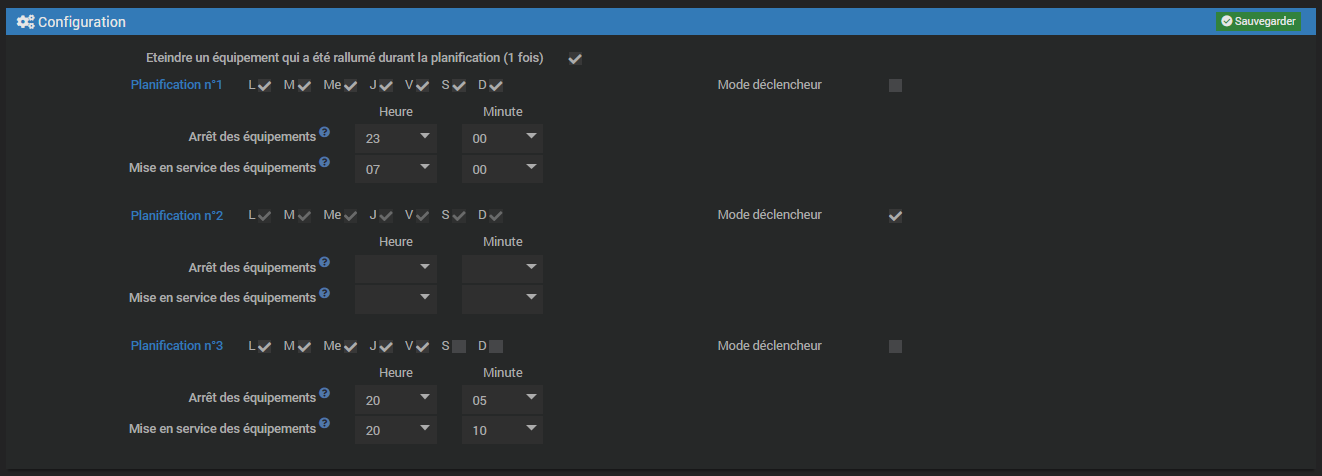 Configuration Sauvegarder
Eteindre un équipement qui a été rallumé durant la planification (1 fois)
Planification n°1 L M Me J V S D Mode déclencheur
Heure Minute
Arrêt des équipements ? 23 00
Mise en service des équipements ? 07 00
Planification n°2 L M Me J V S D Mode déclencheur
Heure Minute
Arrêt des équipements ?
Mise en service des équipements ?
Planification n°3 L M Me J V S D Mode déclencheur
Heure Minute
Arrêt des équipements ? 20 05
Mise en service des équipements ? 20 10